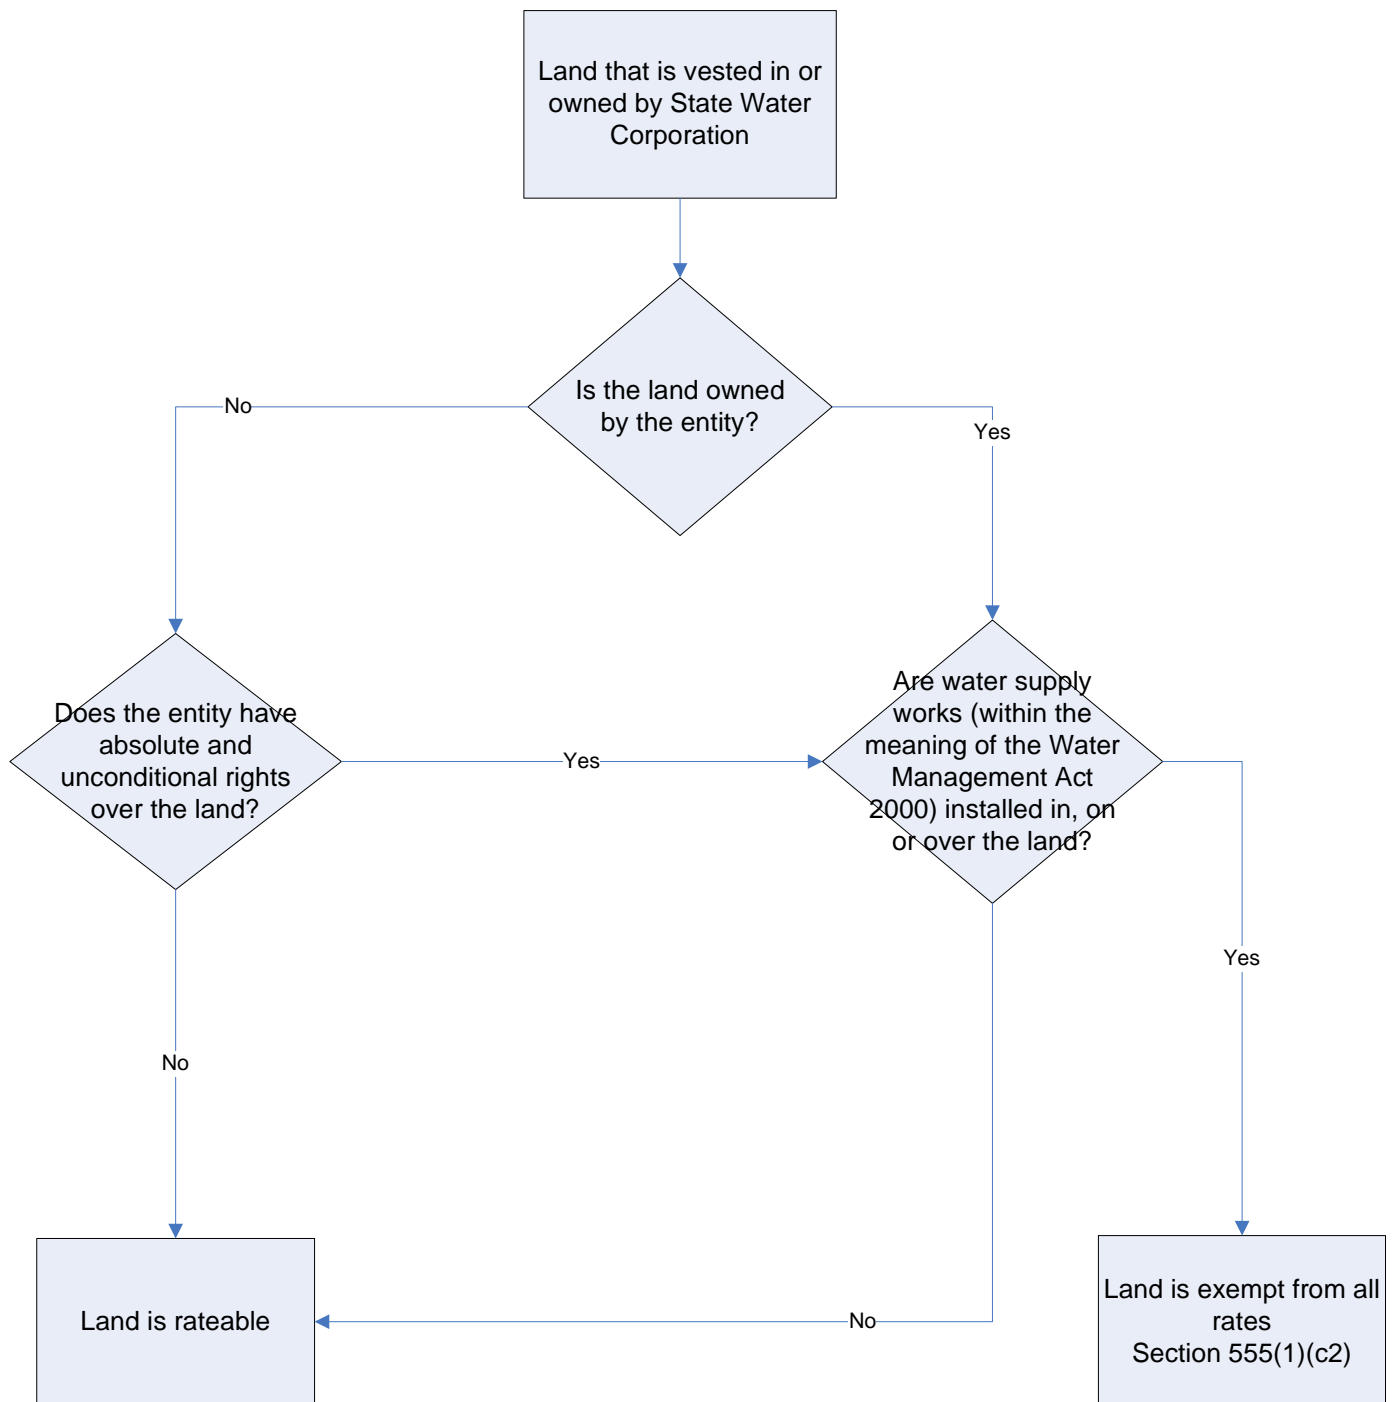 Land that is vested in or
owned by State Water
Corporation
Is the land owned
by the entity?
No
Yes
Does the entity have
absolute and
unconditional rights
over the land?
Yes
Are water supply
works (within the
meaning of the Water
Management Act
2000) installed in, on
or over the land?
Yes
No
Land is rateable
No
Land is exempt from all
rates
Section 555(1)(c2)